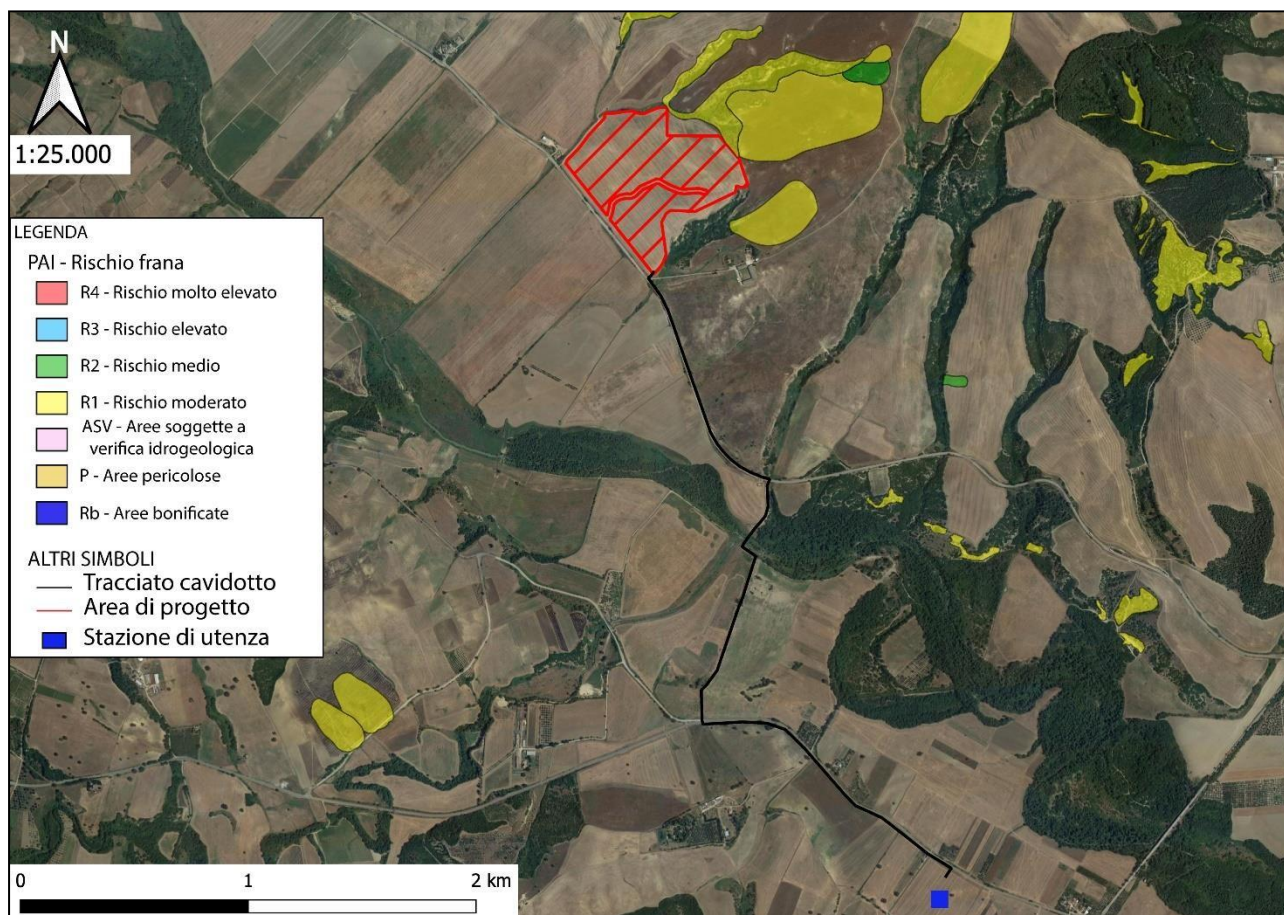 N
1:25.000
LEGENDA
PAI - Rischio frana
R4 - Rischio molto elevato
R3 - Rischio elevato
R2 - Rischio medio
R1 - Rischio moderato
ASV - Aree soggette a
verifica idrogeologica
P - Aree pericolose
Rb - Aree bonificate
ALTRI SIMBOLI
Tracciato cavidotto
Area di progetto
Stazione di utenza
0 1 2 km